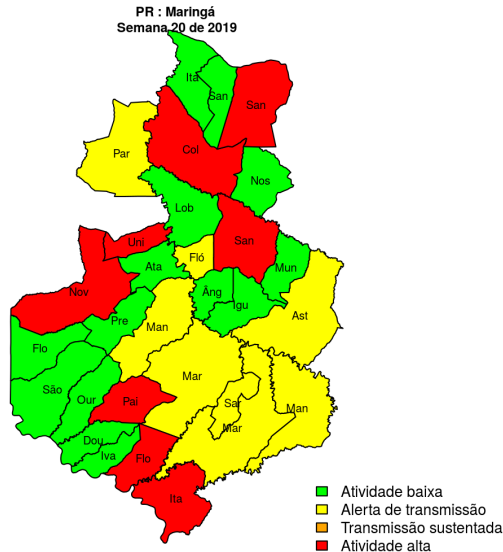 PR : Maringá
Semana 20 de 2019
Ita
San
San
Par
Col
Nos
Lob
Uni
San
Fló
Ata
Mun
Nov
Âng
Igu
Ast
Pre
Man
Flo
Mar
São
Our
Pai
Sar
Man
Mar
Dou
Iva
Flo
Ita
Atividade baixa
Alerta de transmissão
Transmissão sustentada
Atividade alta